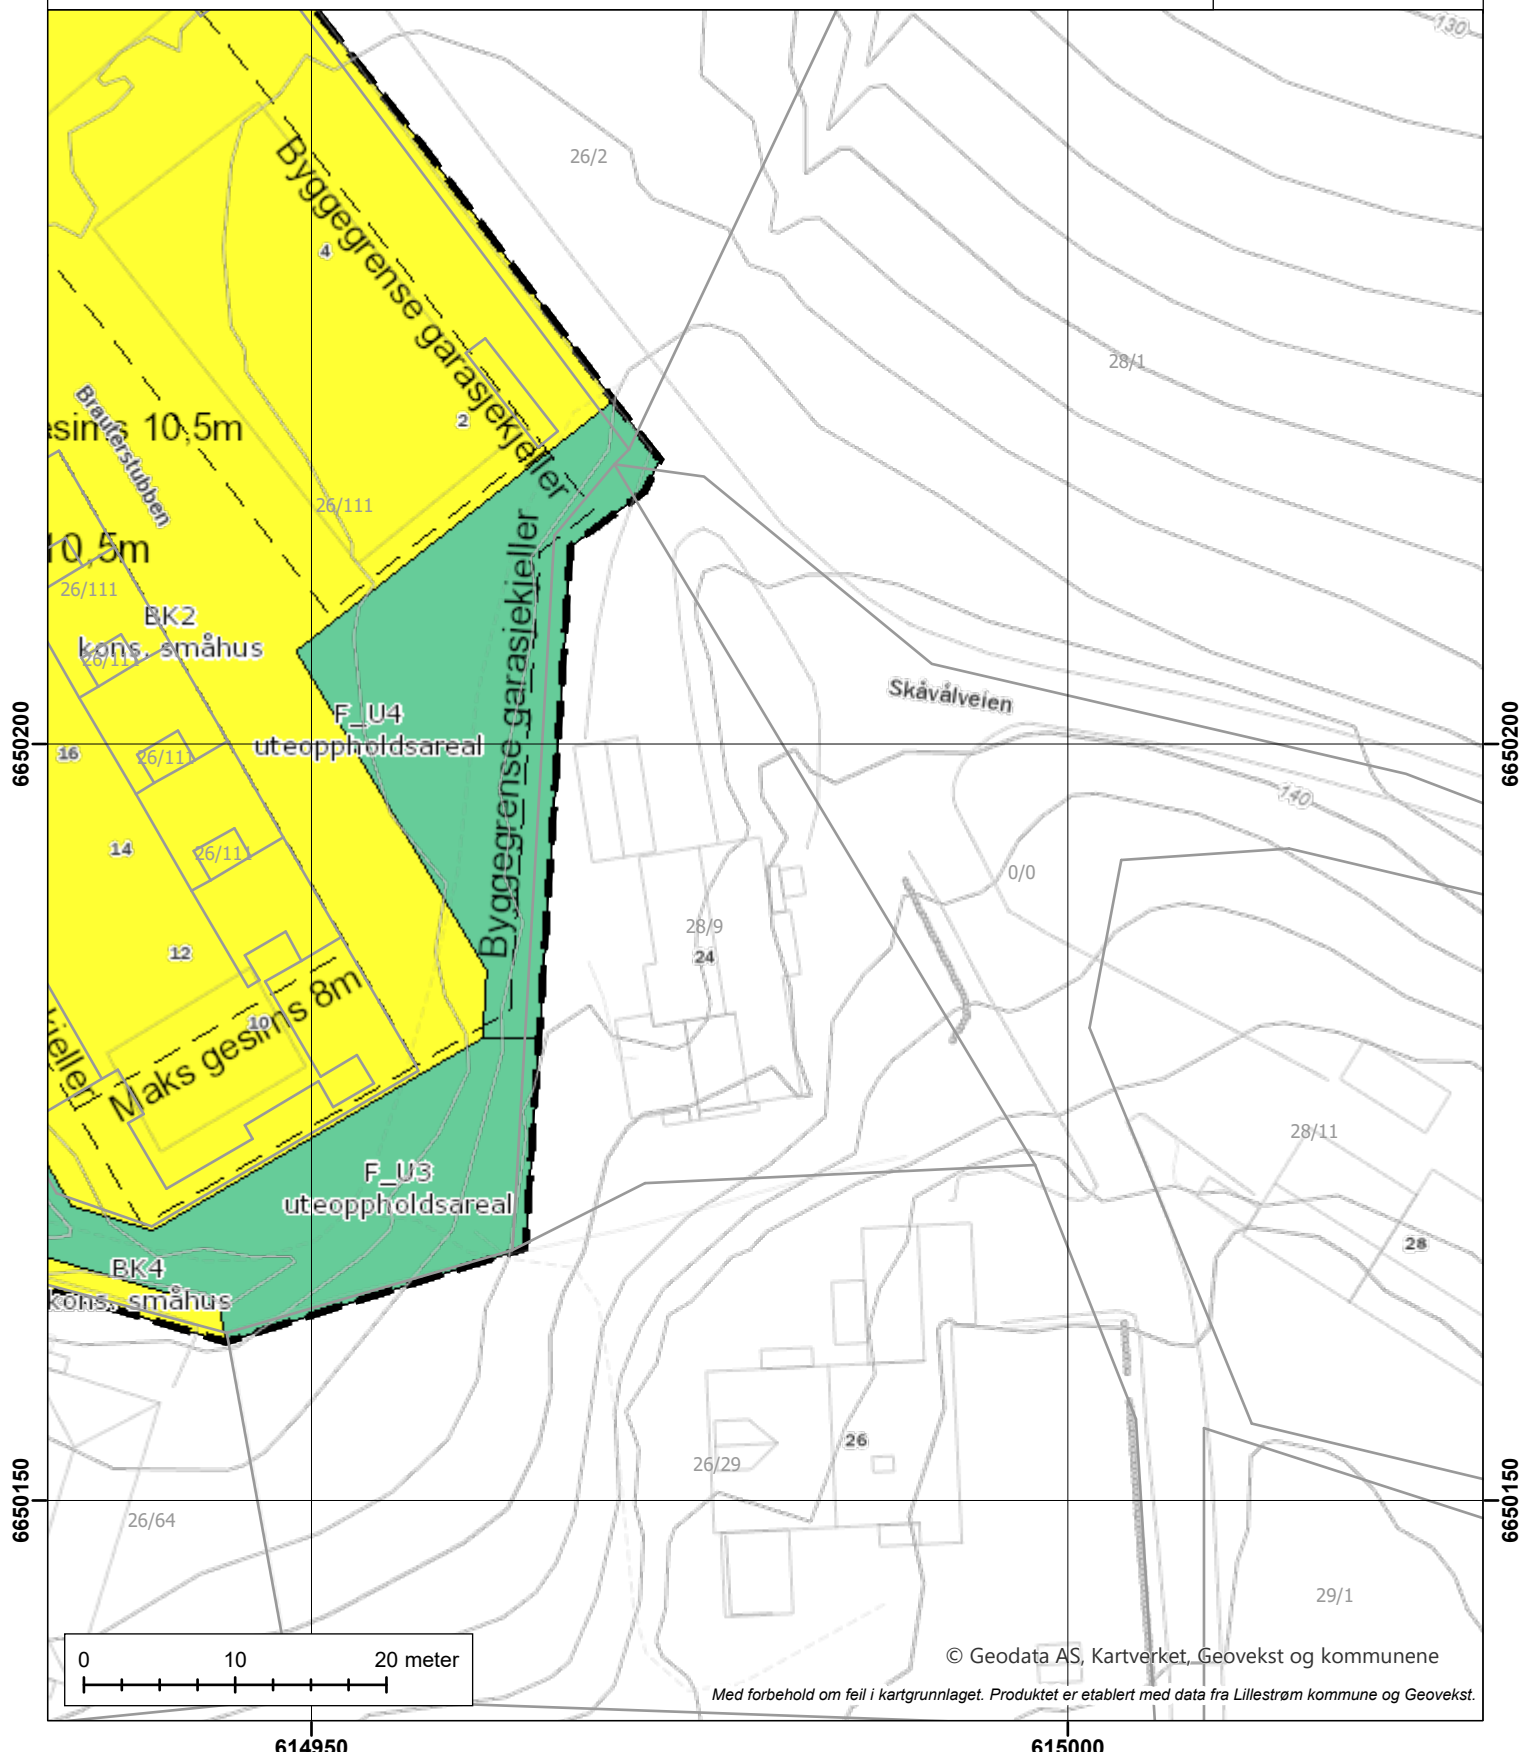 130
26/2
Byggegrense garasjekjeller
4
28/1
2
Brauterstubben
esims 10,5m
26/111
10,5m
26/111
BK2
kons. småhus
26/111
Byggegrense garasjekjeller
Skåvålveien
F_U4
uteoppholdsareal
6650200
6650200
16
26/111
140
14
26/111
0/0
28/9
24
12
10
Maks gesims 8m
kjeller
28/11
F_U3
uteoppholdsareal
28
BK4
kons. småhus
26
26/29
6650150
6650150
26/64
29/1
0 10 20 meter
© Geodata AS, Kartverket, Geovekst og kommunene
Med forbehold om feil i kartgrunnlaget. Produktet er etablert med data fra Lillestrøm kommune og Geovekst.
614950
615000